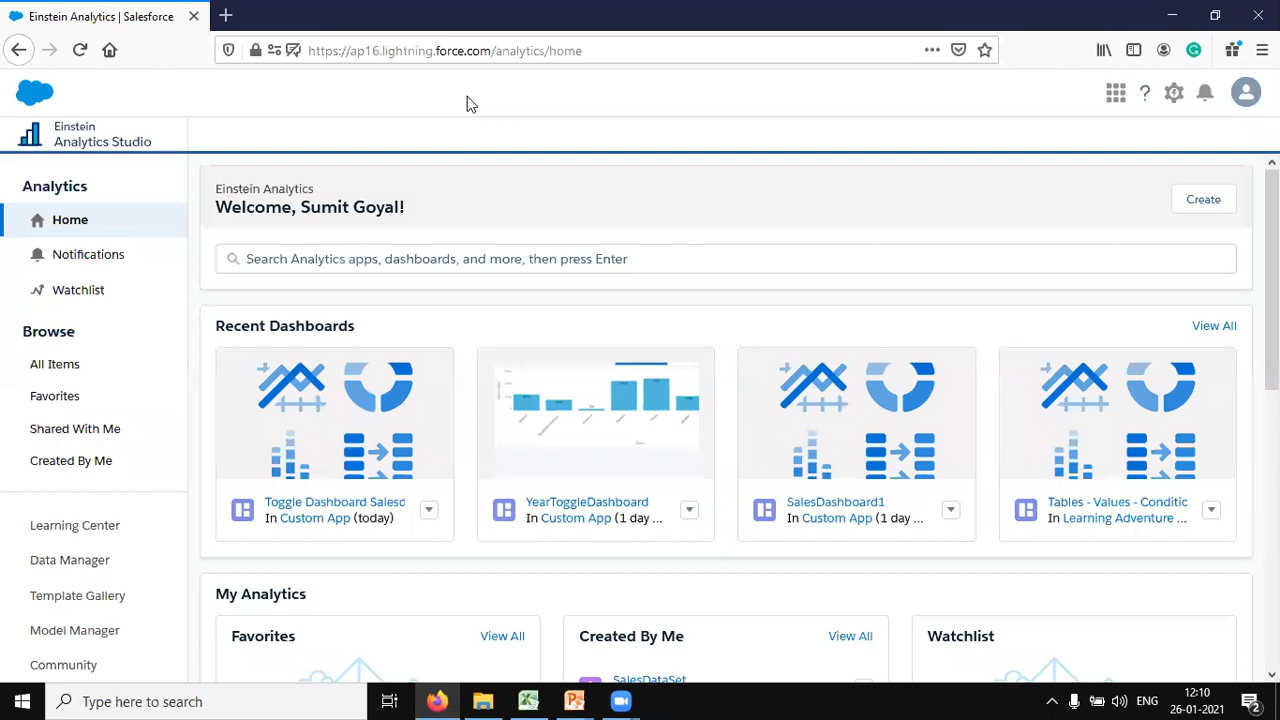 Einstein Analytics | Salesforce
https://ap16.lightning.force.com/analytics/home
Einstein
Analytics Studio
Analytics
Home
Notifications
Watchlist
Browse
All Items
Favorites
Shared With Me
Created By Me
Learning Center
Data Manager
Template Gallery
Model Manager
Community
Einstein Analytics
Welcome, Sumit Goyal!
Create
Search Analytics apps, dashboards, and more, then press Enter
Recent Dashboards
View All
Toggle Dashboard Salesd
In Custom App (today)
YearToggleDashboard
In Custom App (1 day ...
SalesDashboard1
In Custom App (1 day ...
Tables - Values - Conditic
In Learning Adventure ...
My Analytics
Favorites
View All
Created By Me
View All
SalesDataSet
Watchlist
Type here to search
ENG
12:10
26-01-2021
2